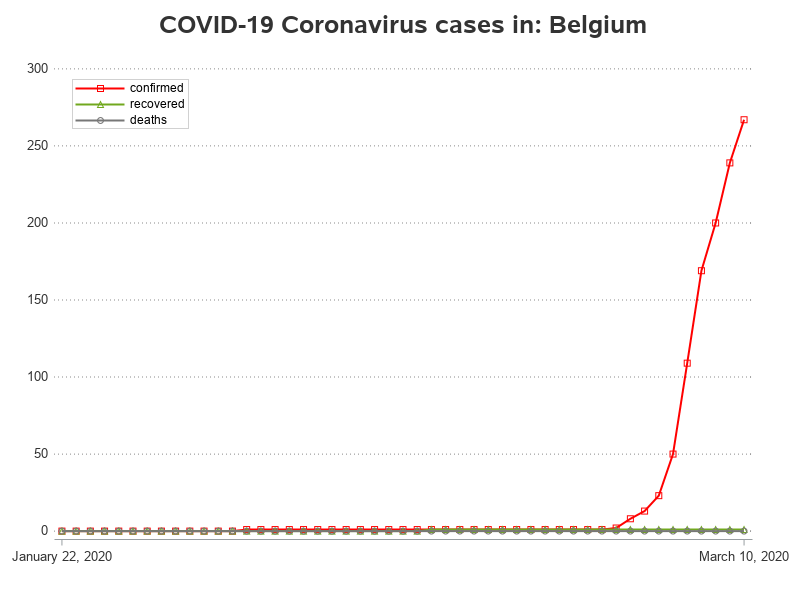 COVID-19 Coronavirus cases in: Belgium
300
confirmed
recovered
deaths
250
200
150
100
50
0
January 22, 2020
March 10, 2020